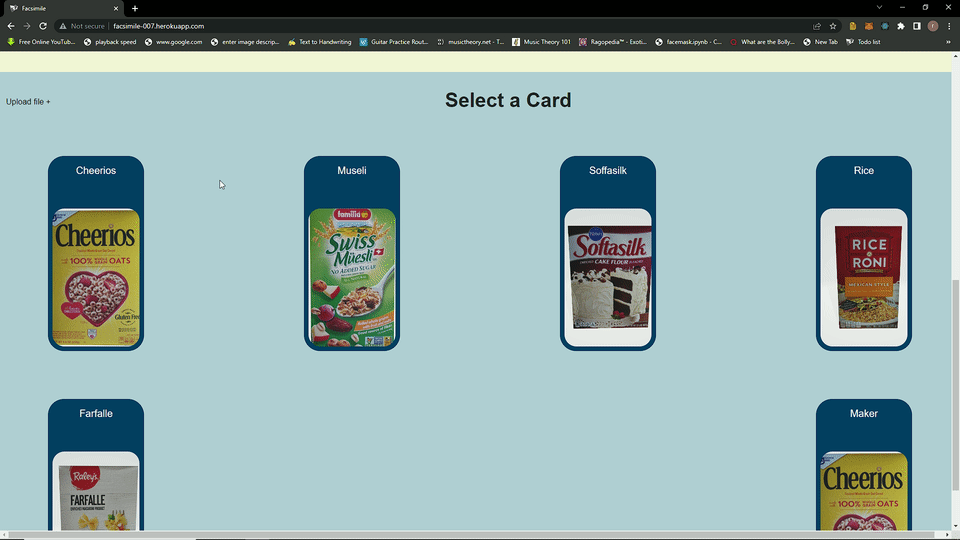 Facsimile
Not secure
facsimile-007.herokuapp.com
Free Online YouTub...
playback speed
www.google.com
enter image descrip...
Text to Handwriting
Guitar Practice Rout...
musictheory.net - T...
Music Theory 101
Ragopedia™ - Exoti...
facemask.ipynb - C...
What are the Bolly...
New Tab
Todo list
»
Upload file +
Select a Card
Cheerios
Museli
Soffasilk
Rice
Cheerios
100% WHOLE GRAIN OATS
Gluten Free
familia
Swiss
Müesli
NO ADDED SUGAR
Softasilk
CAKE FLOUR
RICE
RONI
MEXICAN STYLE
Farfalle
Maker
Raley's
FARFALLE
Cheerios
100% WHOLE GRAIN OATS